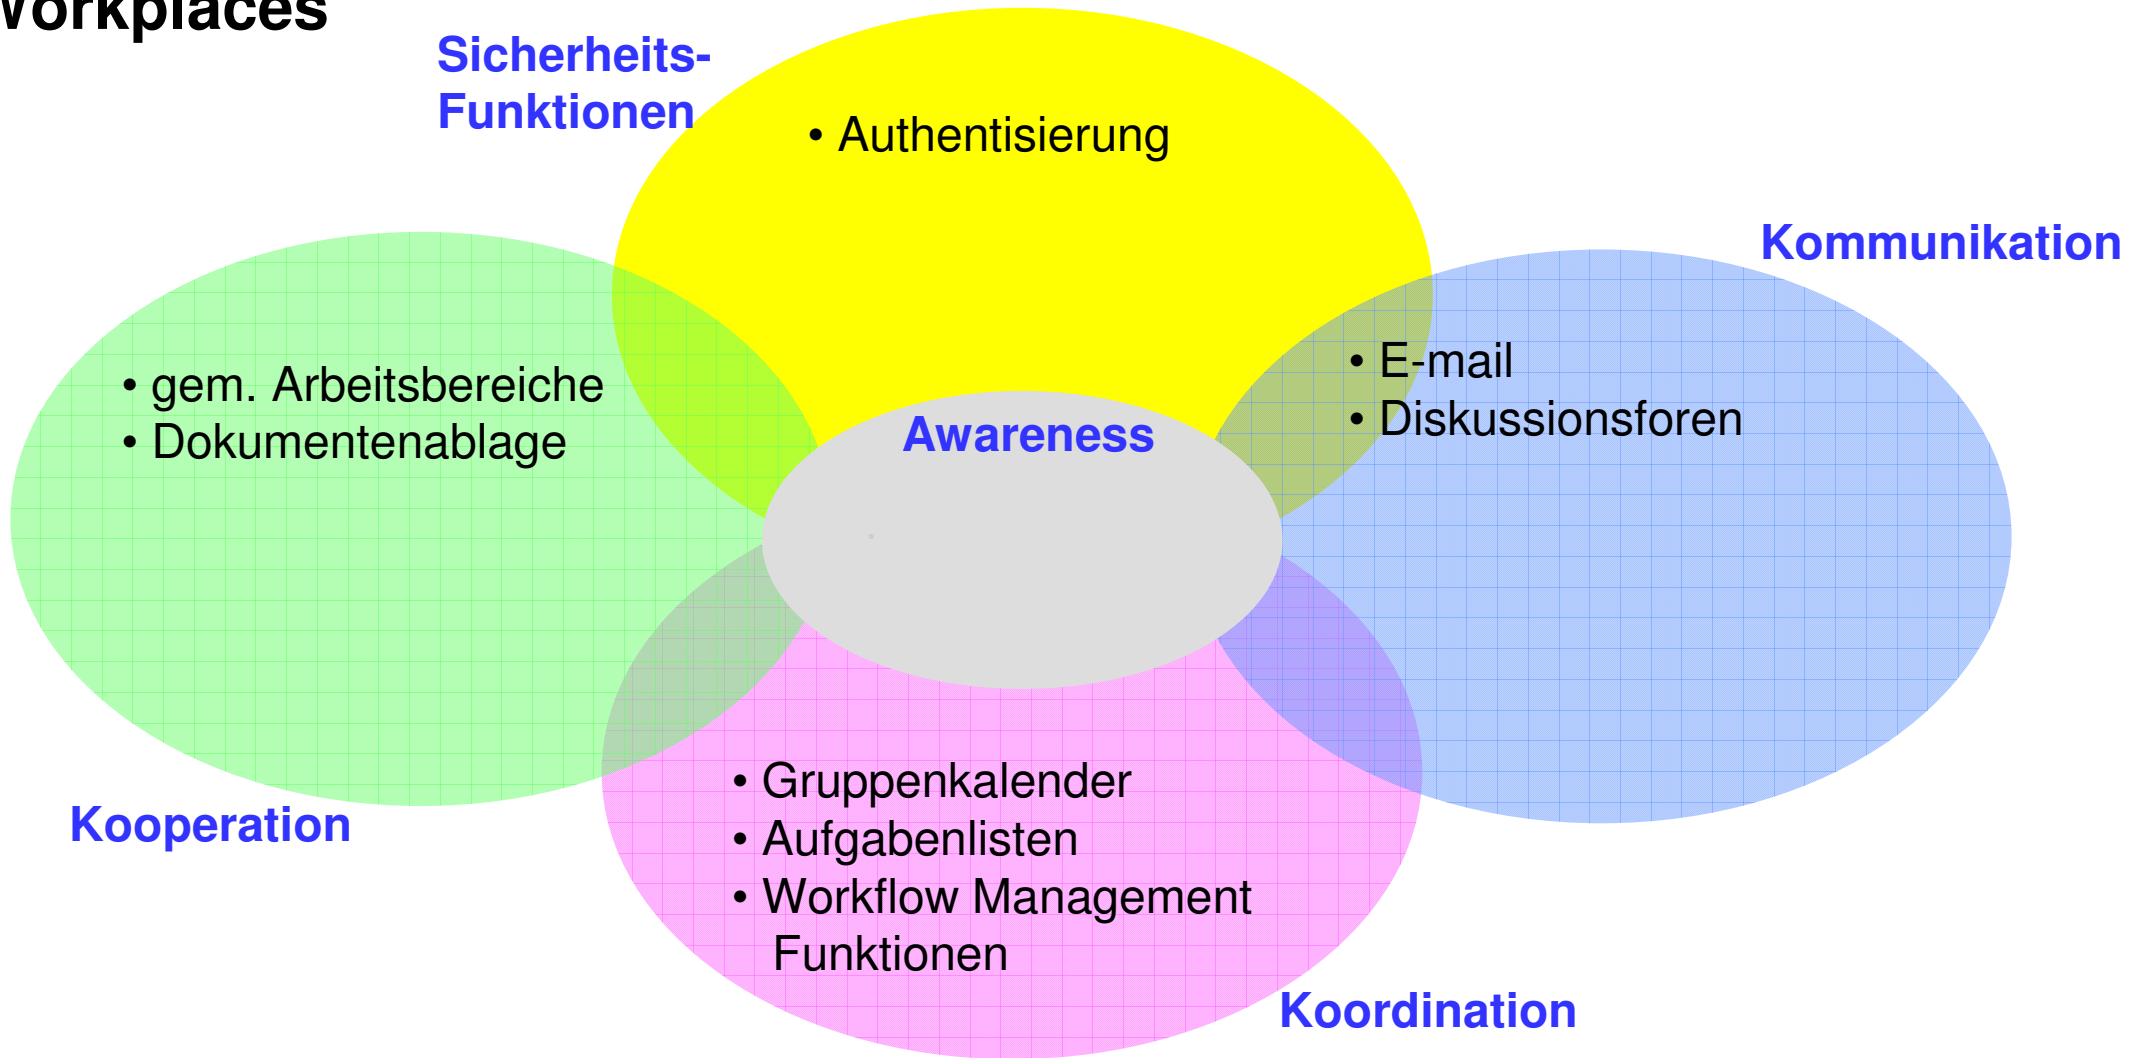 Workplaces
Sicherheits-
Funktionen
• Authentisierung
Kommunikation
• E-mail
• Diskussionsforen
• gem. Arbeitsbereiche
• Dokumentenablage
Awareness
Kooperation
• Gruppenkalender
• Aufgabenlisten
• Workflow Management
Funktionen
Koordination